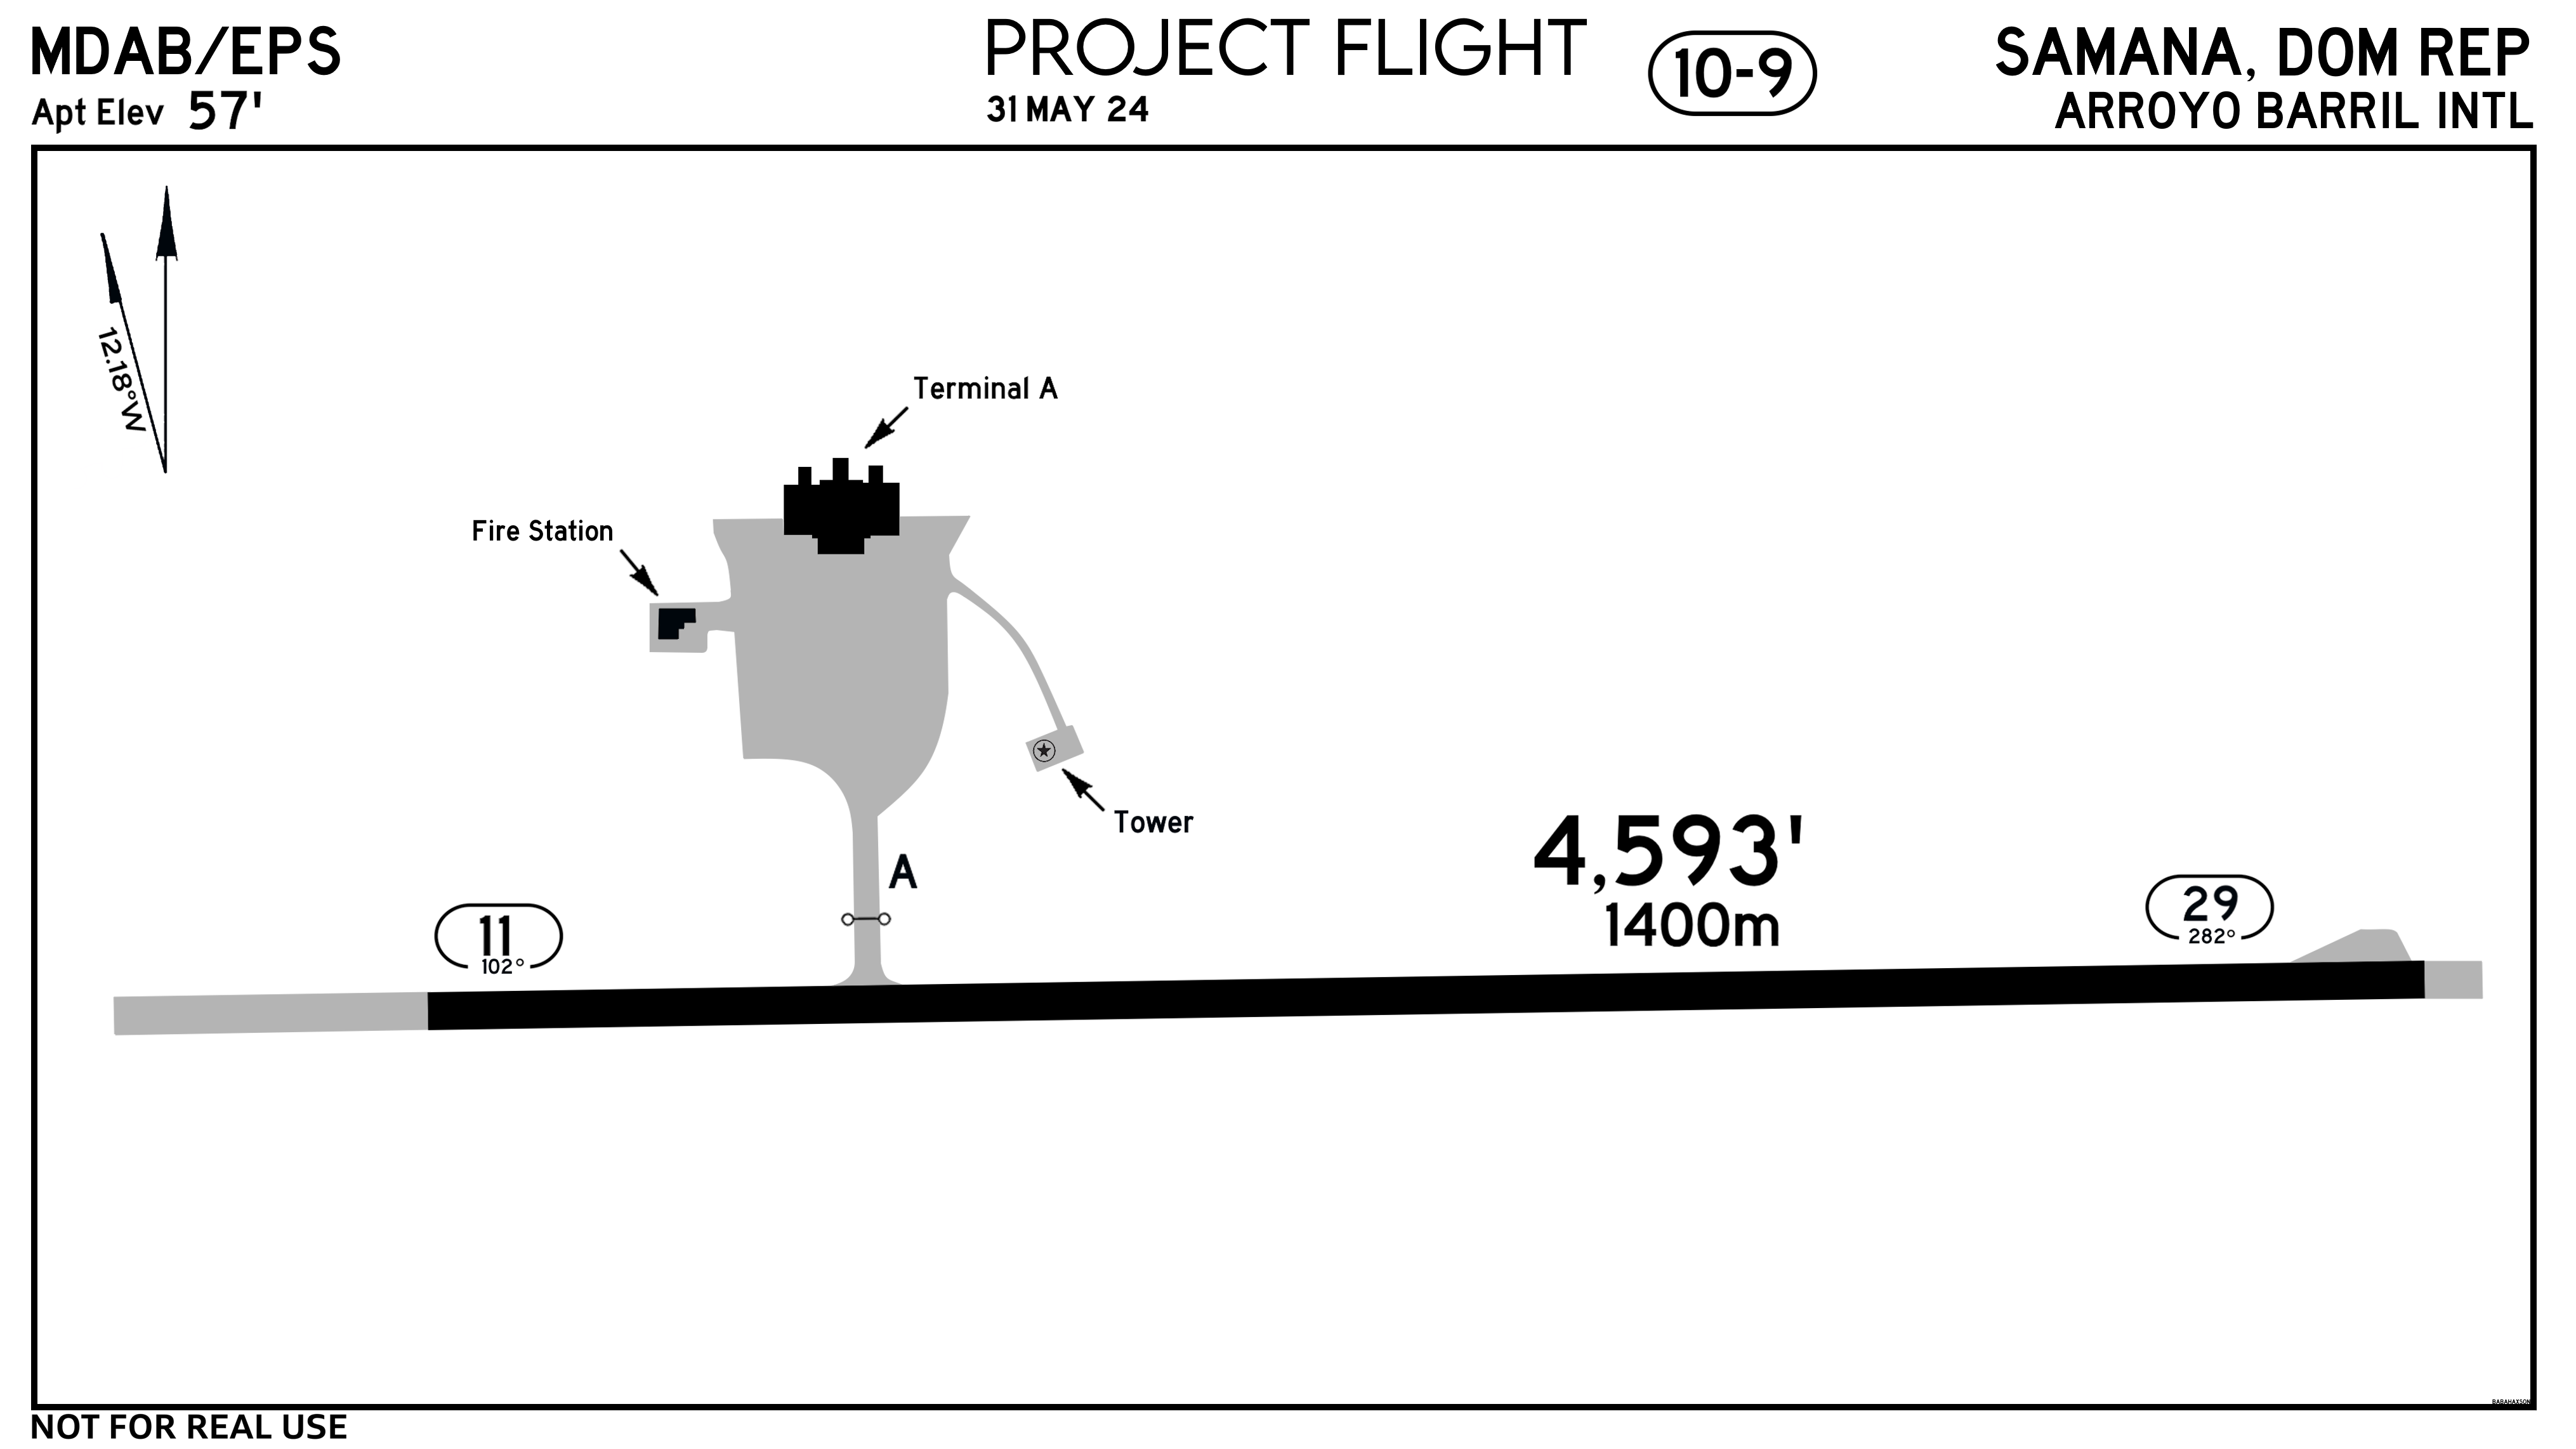 MDAB/EPS
Apt Elev 57'
PROJECT FLIGHT
31 MAY 24
10-9
SAMANA, DOM REP
ARROYO BARRIL INTL
12.18°W
Terminal A
Fire Station
Tower
A
4,593'
1400m
11
102°
29
282°
BABAHAXSON
NOT FOR REAL USE